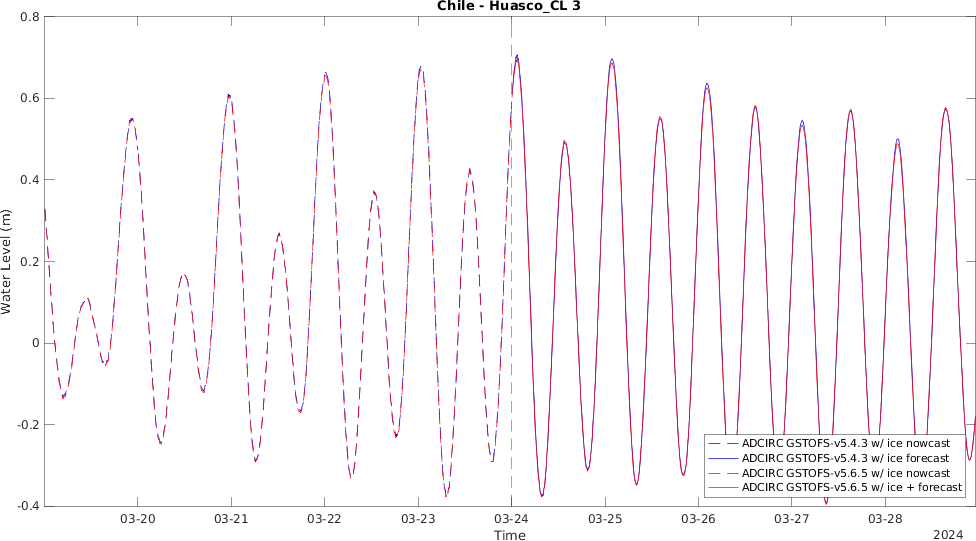 Chile - Huasco_CL 3
0.8
0.6
0.4
0.2
0
-0.2
-0.4
Water Level (m)
ADCIRC GSTOFS-v5.4.3 w/ ice nowcast
ADCIRC GSTOFS-v5.4.3 w/ ice forecast
ADCIRC GSTOFS-v5.6.5 w/ ice nowcast
ADCIRC GSTOFS-v5.6.5 w/ ice + forecast
03-20 03-21 03-22 03-23 03-24 03-25 03-26 03-27 03-28
Time
2024